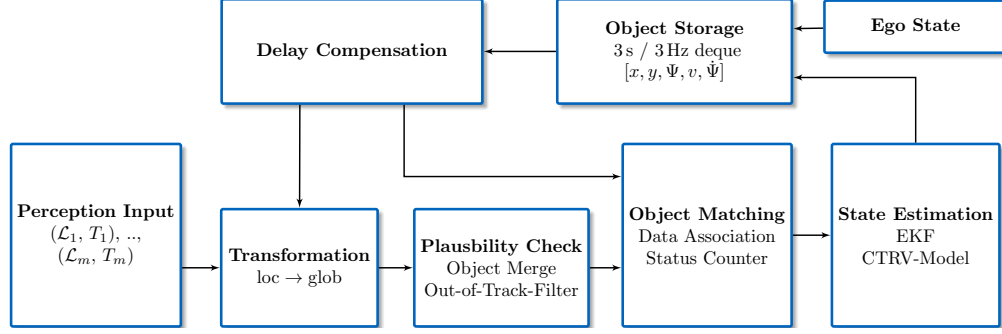 Delay Compensation
Object Storage
3 s / 3 Hz deque
[x, y, Ψ, v, Ψ̇]
Ego State
Perception Input
(ℒ₁, T₁), ..,
(ℒₘ, Tₘ)
Transformation
loc → glob
Plausbility Check
Object Merge
Out-of-Track-Filter
Object Matching
Data Association
Status Counter
State Estimation
EKF
CTRV-Model